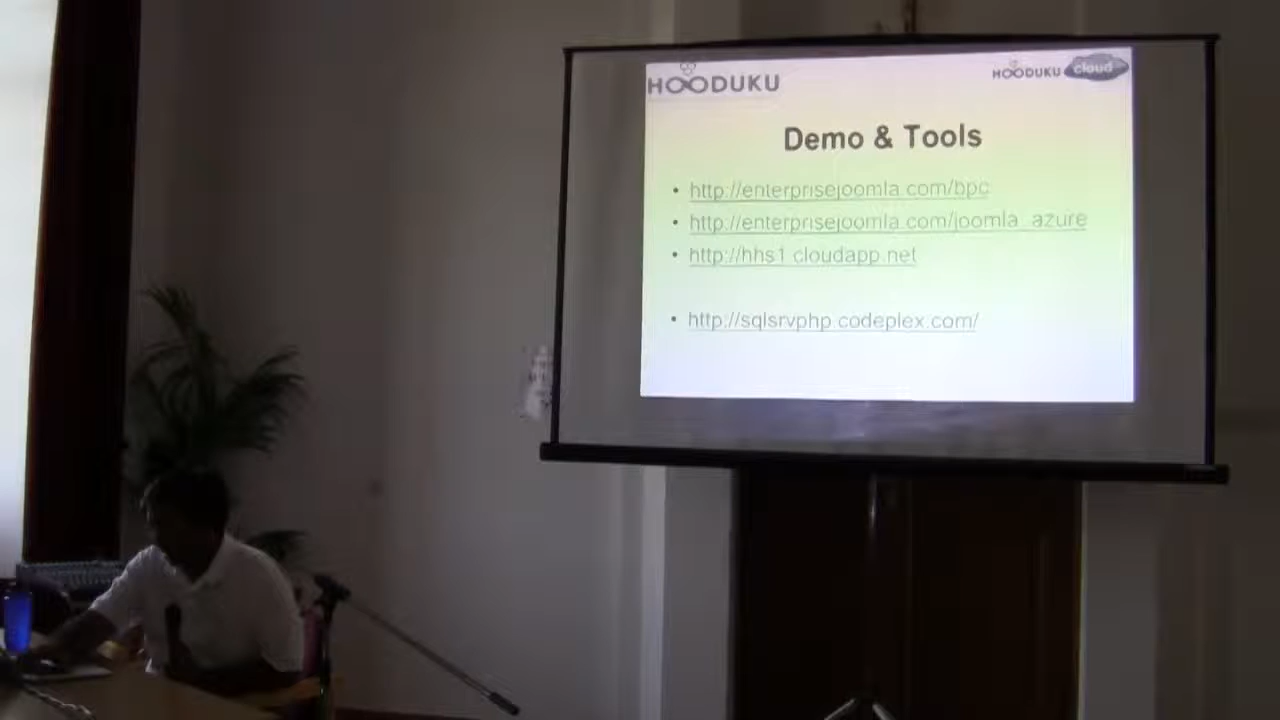 HOODUKU
HOODUKU cloud
Demo & Tools
• http://enterprisejoomla.com/bpc
• http://enterprisejoomla.com/joomla_azure
• http://hhs1.cloudapp.net
• http://sqlsrvphp.codeplex.com/